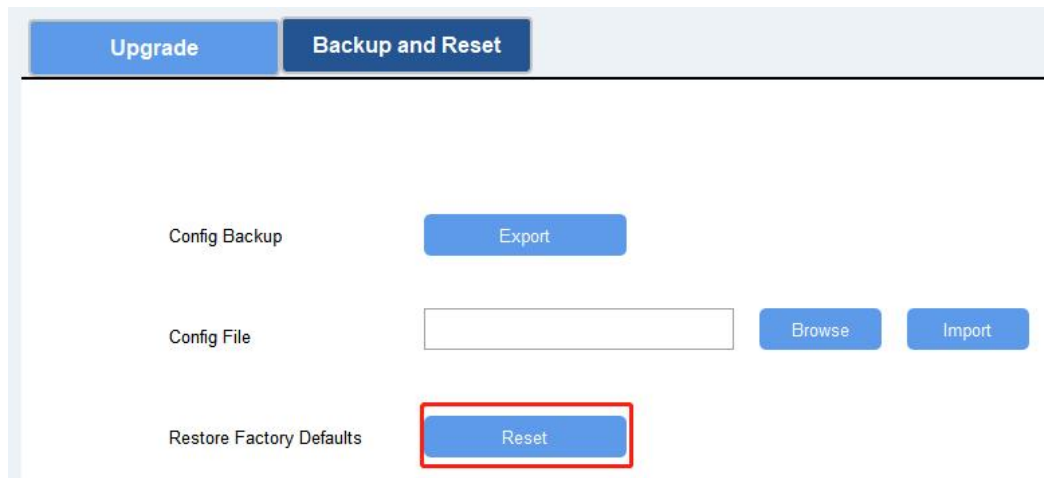 Upgrade Backup and Reset
Config Backup Export
Config File Browse Import
Restore Factory Defaults Reset